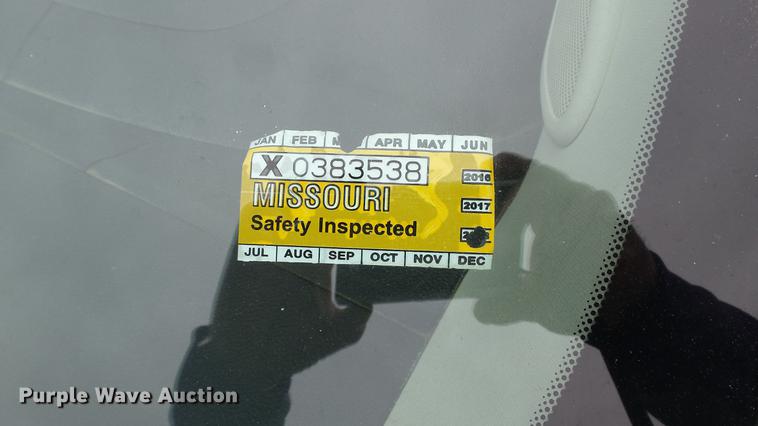 JAN FEB APR MAY JUN
X 0383538
2016
MISSOURI
2017
Safety Inspected
JUL AUG SEP OCT NOV DEC
Purple Wave Auction